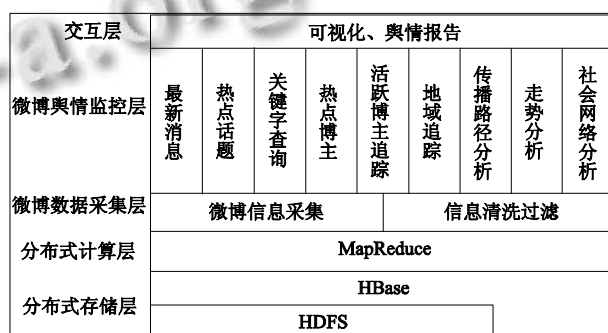 交互层
可视化、舆情报告
微博舆情监控层
最新消息
热点话题
关键字查询
热点博主
活跃博主追踪
地域追踪
传播路径分析
走势分析
社会网络分析
微博数据采集层
微博信息采集
信息清洗过滤
分布式计算层
MapReduce
分布式存储层
HBase
HDFS